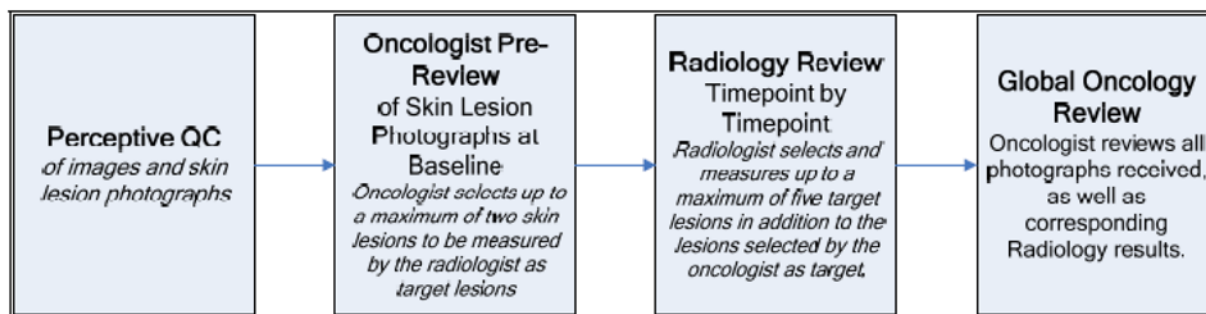 Perceptive QC
of images and skin
lesion photographs
Oncologist Pre-
Review
of Skin Lesion
Photographs at
Baseline
Oncologist selects up to
a maximum of two skin
lesions to be measured
by the radiologist as
target lesions
Radiology Review
Timepoint by
Timepoint
Radiologist selects and
measures up to a
maximum of five target
lesions in addition to the
lesions selected by the
oncologist as target.
Global Oncology
Review
Oncologist reviews all
photographs received,
as well as
corresponding
Radiology results.